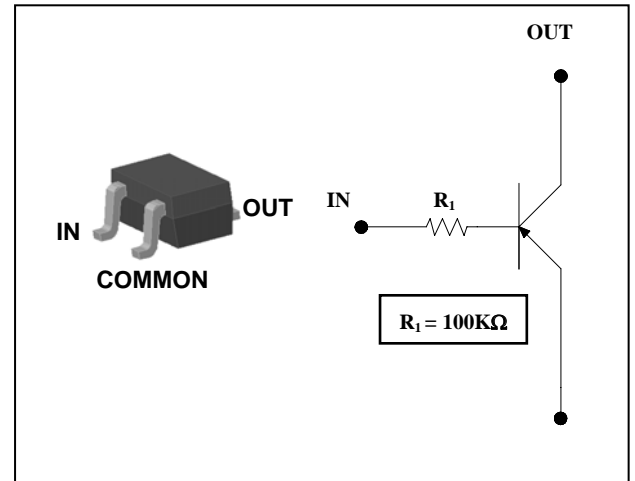 OUT
OUT
IN
R₁
IN
COMMON
R₁ = 100KΩ